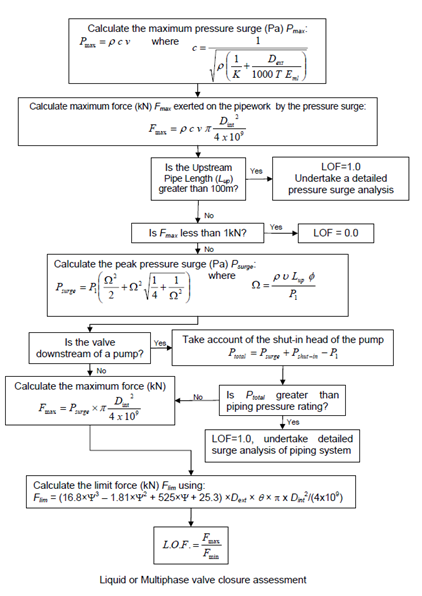 Calculate the maximum pressure surge (Pa) Pmax:
Pmax = ρ c v where c = 1 / √(ρ (1/K + Dext/(1000 T Eml)))
Calculate maximum force (kN) Fmax exerted on the pipework by the pressure surge:
Fmax = ρ c v π Dint²/(4 x 10⁹)
Is the Upstream
Pipe Length (Lup)
greater than 100m?
Yes
LOF=1.0
Undertake a detailed
pressure surge analysis
No
Is Fmax less than 1kN?
Yes
LOF = 0.0
No
Calculate the peak pressure surge (Pa) Psurge:
Psurge = P1(Ω²/2 + Ω² √(1/4 + 1/Ω²)) where Ω = ρ υ Lup ϕ / P1
Is the valve
downstream of a pump?
Yes
Take account of the shut-in head of the pump
Ptotal = Psurge + Pshut-in − P1
No
Calculate the maximum force (kN)
Fmax = Psurge × π Dint²/(4 x 10⁹)
Is Ptotal greater than
piping pressure rating?
No
Yes
LOF=1.0, undertake detailed
surge analysis of piping system
Calculate the limit force (kN) Flim using:
Flim = (16.8×Ψ³ – 1.81×Ψ² + 525×Ψ + 25.3) ×Dext × θ × π x Dint²/(4x10⁹)
L.O.F. = Fmax/Fmin
Liquid or Multiphase valve closure assessment